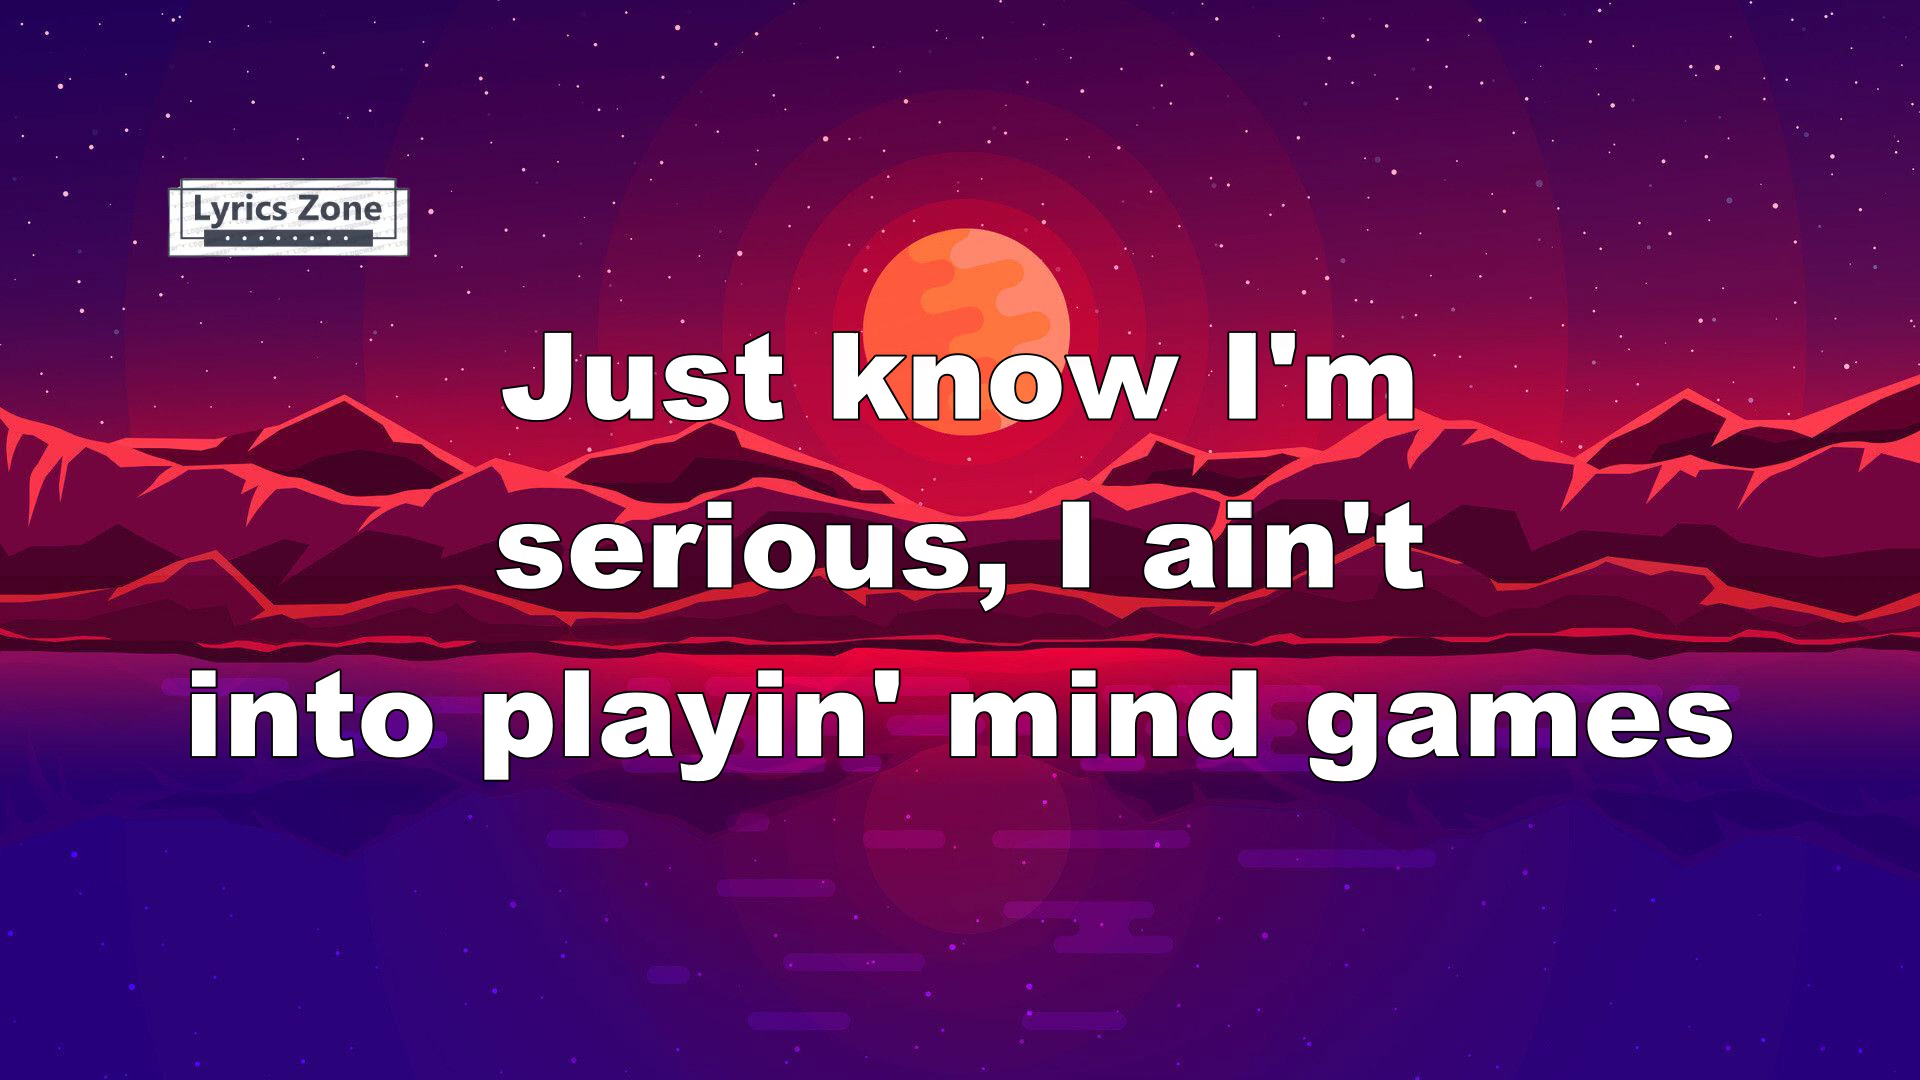 Lyrics Zone
Just know I'm
serious, I ain't
into playin' mind games